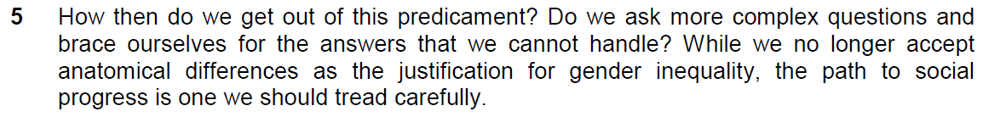 5 How then do we get out of this predicament? Do we ask more complex questions and
brace ourselves for the answers that we cannot handle? While we no longer accept
anatomical differences as the justification for gender inequality, the path to social
progress is one we should tread carefully.